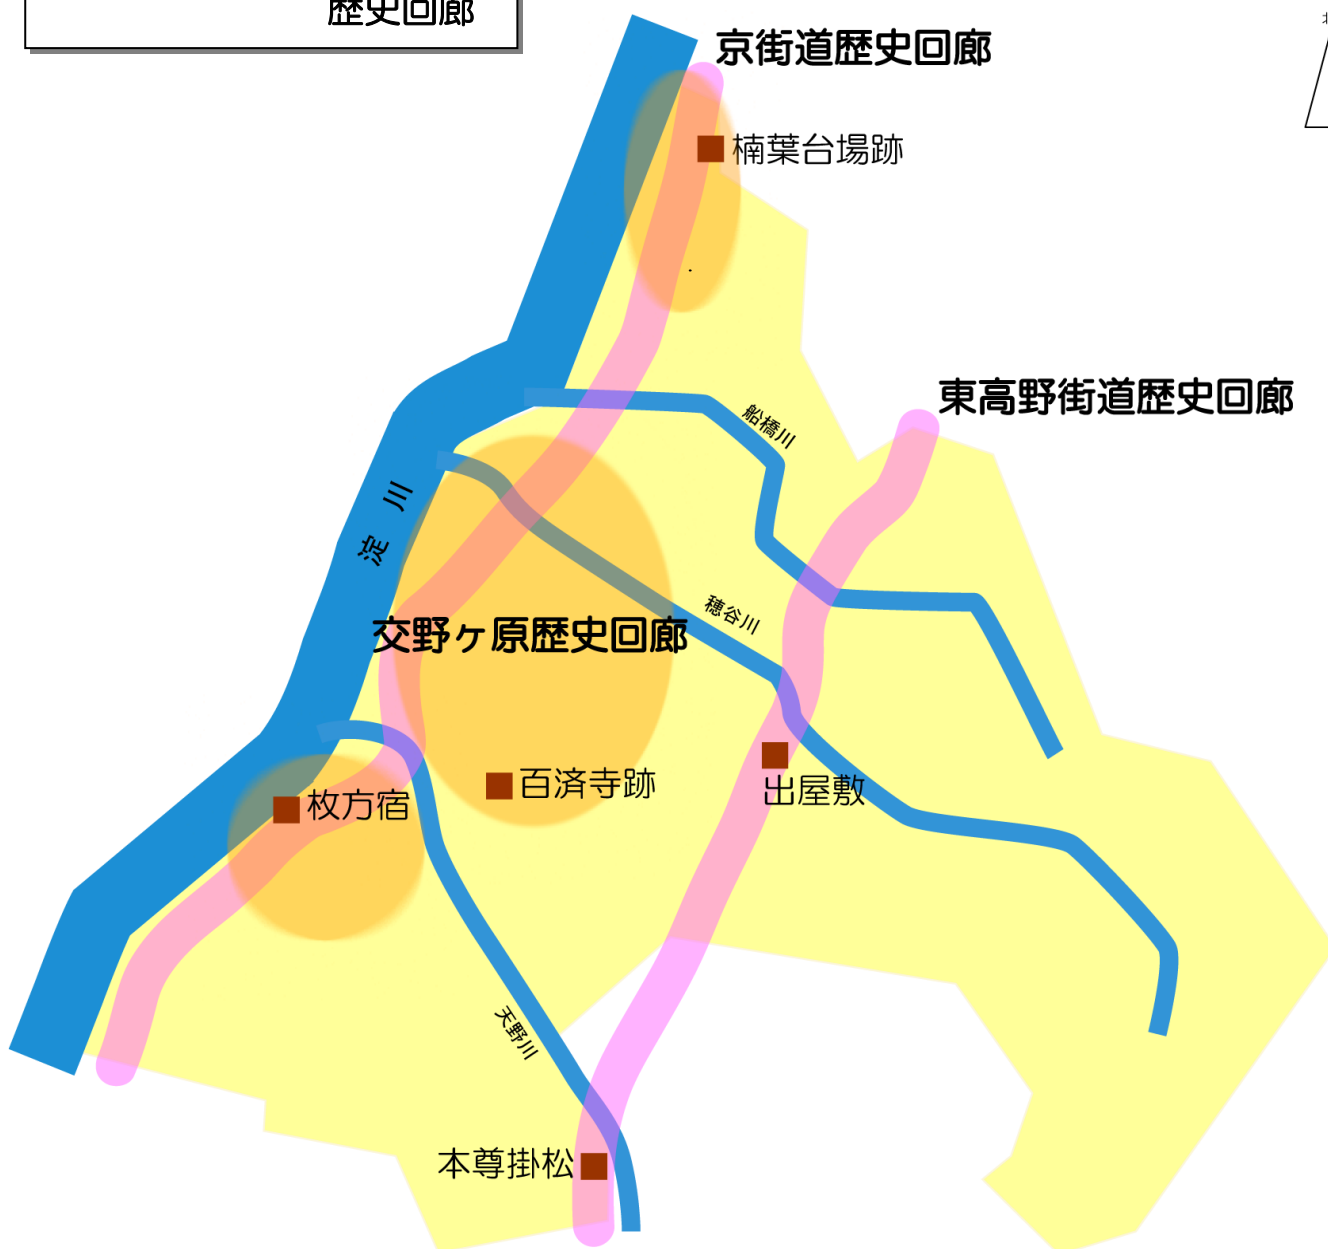 歴史回廊
京街道歴史回廊
楠葉台場跡
東高野街道歴史回廊
船橋川
淀川
穂谷川
交野ヶ原歴史回廊
百済寺跡
出屋敷
枚方宿
天野川
本尊掛松